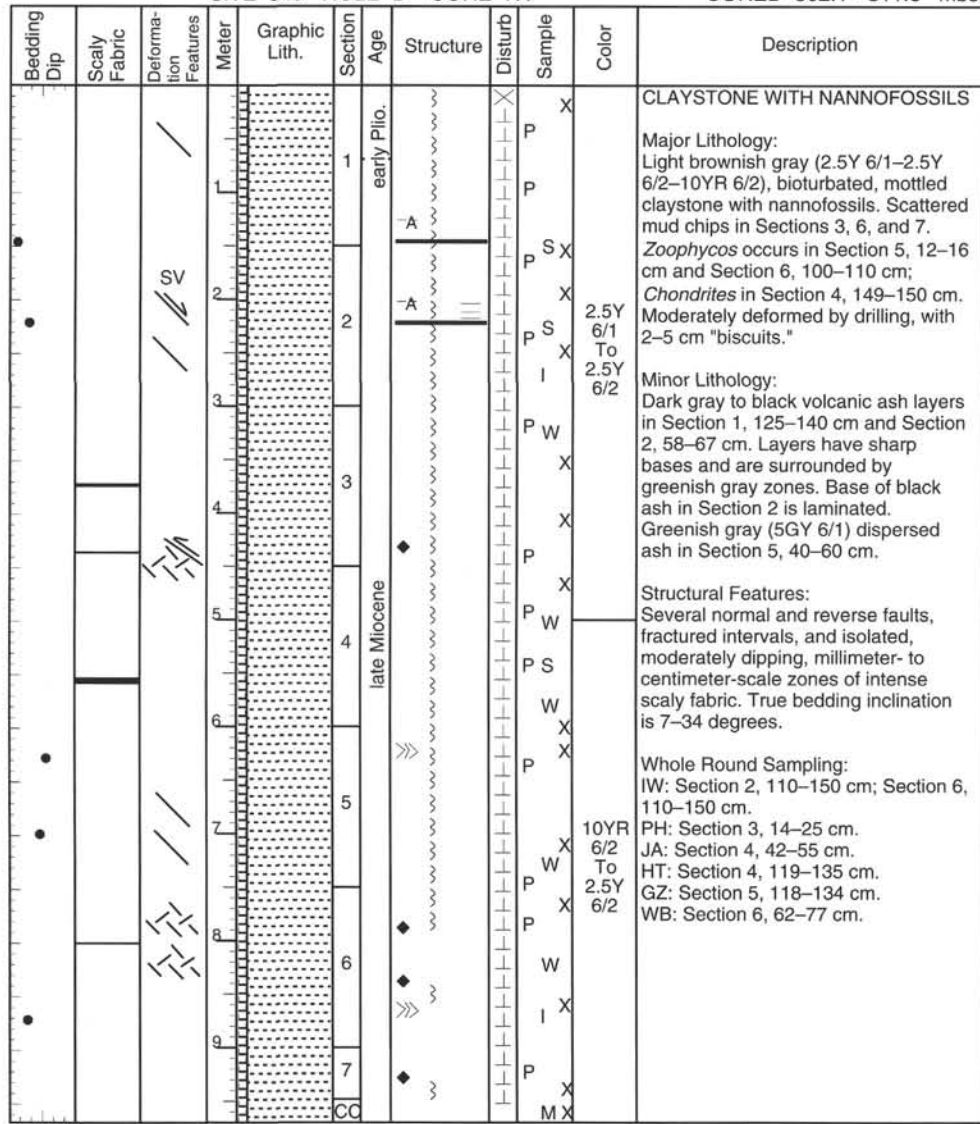 Bedding Dip
Scaly Fabric
Deforma-
tion
Features
Meter
Graphic
Lith.
Section
Age
Structure
Disturb
Sample
Color
Description
1
2
3
4
5
6
7
8
9
1
2
3
4
5
6
7
CC
early Plio.
late Miocene
SV
A
A
X
P
P
S X
P
X
S
P
X
I
P W
X
X
P
X
P
W
P S
W
X
X
P
X
W
P
X
P
W
X
I
P
X
M X
2.5Y
6/1
To
2.5Y
6/2
10YR
6/2
To
2.5Y
6/2
CLAYSTONE WITH NANNOFOSSILS
Major Lithology:
Light brownish gray (2.5Y 6/1–2.5Y
6/2–10YR 6/2), bioturbated, mottled
claystone with nannofossils. Scattered
mud chips in Sections 3, 6, and 7.
Zoophycos occurs in Section 5, 12–16
cm and Section 6, 100–110 cm;
Chondrites in Section 4, 149–150 cm.
Moderately deformed by drilling, with
2–5 cm "biscuits."
Minor Lithology:
Dark gray to black volcanic ash layers
in Section 1, 125–140 cm and Section
2, 58–67 cm. Layers have sharp
bases and are surrounded by
greenish gray zones. Base of black
ash in Section 2 is laminated.
Greenish gray (5GY 6/1) dispersed
ash in Section 5, 40–60 cm.
Structural Features:
Several normal and reverse faults,
fractured intervals, and isolated,
moderately dipping, millimeter- to
centimeter-scale zones of intense
scaly fabric. True bedding inclination
is 7–34 degrees.
Whole Round Sampling:
IW: Section 2, 110–150 cm; Section 6,
110–150 cm.
PH: Section 3, 14–25 cm.
JA: Section 4, 42–55 cm.
HT: Section 4, 119–135 cm.
GZ: Section 5, 118–134 cm.
WB: Section 6, 62–77 cm.